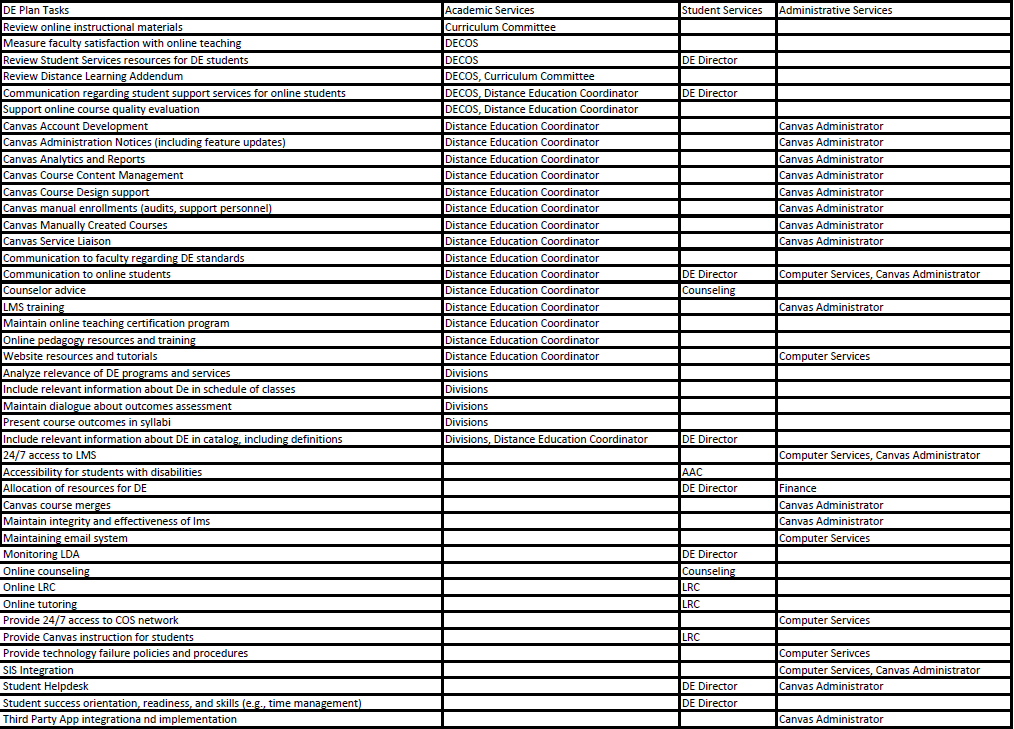 DE Plan Tasks Academic Services Student Services Administrative Services
Review online instructional materials Curriculum Committee
Measure faculty satisfaction with online teaching DECOS
Review Student Services resources for DE students DECOS DE Director
Review Distance Learning Addendum DECOS, Curriculum Committee
Communication regarding student support services for online students DECOS, Distance Education Coordinator DE Director
Support online course quality evaluation DECOS, Distance Education Coordinator
Canvas Account Development Distance Education Coordinator Canvas Administrator
Canvas Administration Notices (including feature updates) Distance Education Coordinator Canvas Administrator
Canvas Analytics and Reports Distance Education Coordinator Canvas Administrator
Canvas Course Content Management Distance Education Coordinator Canvas Administrator
Canvas Course Design support Distance Education Coordinator Canvas Administrator
Canvas manual enrollments (audits, support personnel) Distance Education Coordinator Canvas Administrator
Canvas Manually Created Courses Distance Education Coordinator Canvas Administrator
Canvas Service Liaison Distance Education Coordinator Canvas Administrator
Communication to faculty regarding DE standards Distance Education Coordinator
Communication to online students Distance Education Coordinator DE Director Computer Services, Canvas Administrator
Counselor advice Distance Education Coordinator Counseling
LMS training Distance Education Coordinator Canvas Administrator
Maintain online teaching certification program Distance Education Coordinator
Online pedagogy resources and training Distance Education Coordinator
Website resources and tutorials Distance Education Coordinator Computer Services
Analyze relevance of DE programs and services Divisions
Include relevant information about De in schedule of classes Divisions
Maintain dialogue about outcomes assessment Divisions
Present course outcomes in syllabi Divisions
Include relevant information about DE in catalog, including definitions Divisions, Distance Education Coordinator DE Director
24/7 access to LMS Computer Services, Canvas Administrator
Accessibility for students with disabilities AAC
Allocation of resources for DE DE Director Finance
Canvas course merges Canvas Administrator
Maintain integrity and effectiveness of lms Canvas Administrator
Maintaining email system Computer Services
Monitoring LDA DE Director
Online counseling Counseling
Online LRC LRC
Online tutoring LRC
Provide 24/7 access to COS network Computer Services
Provide Canvas instruction for students LRC
Provide technology failure policies and procedures Computer Serivces
SIS Integration Computer Services, Canvas Administrator
Student Helpdesk DE Director Canvas Administrator
Student success orientation, readiness, and skills (e.g., time management) DE Director
Third Party App integrationa nd implementation Canvas Administrator